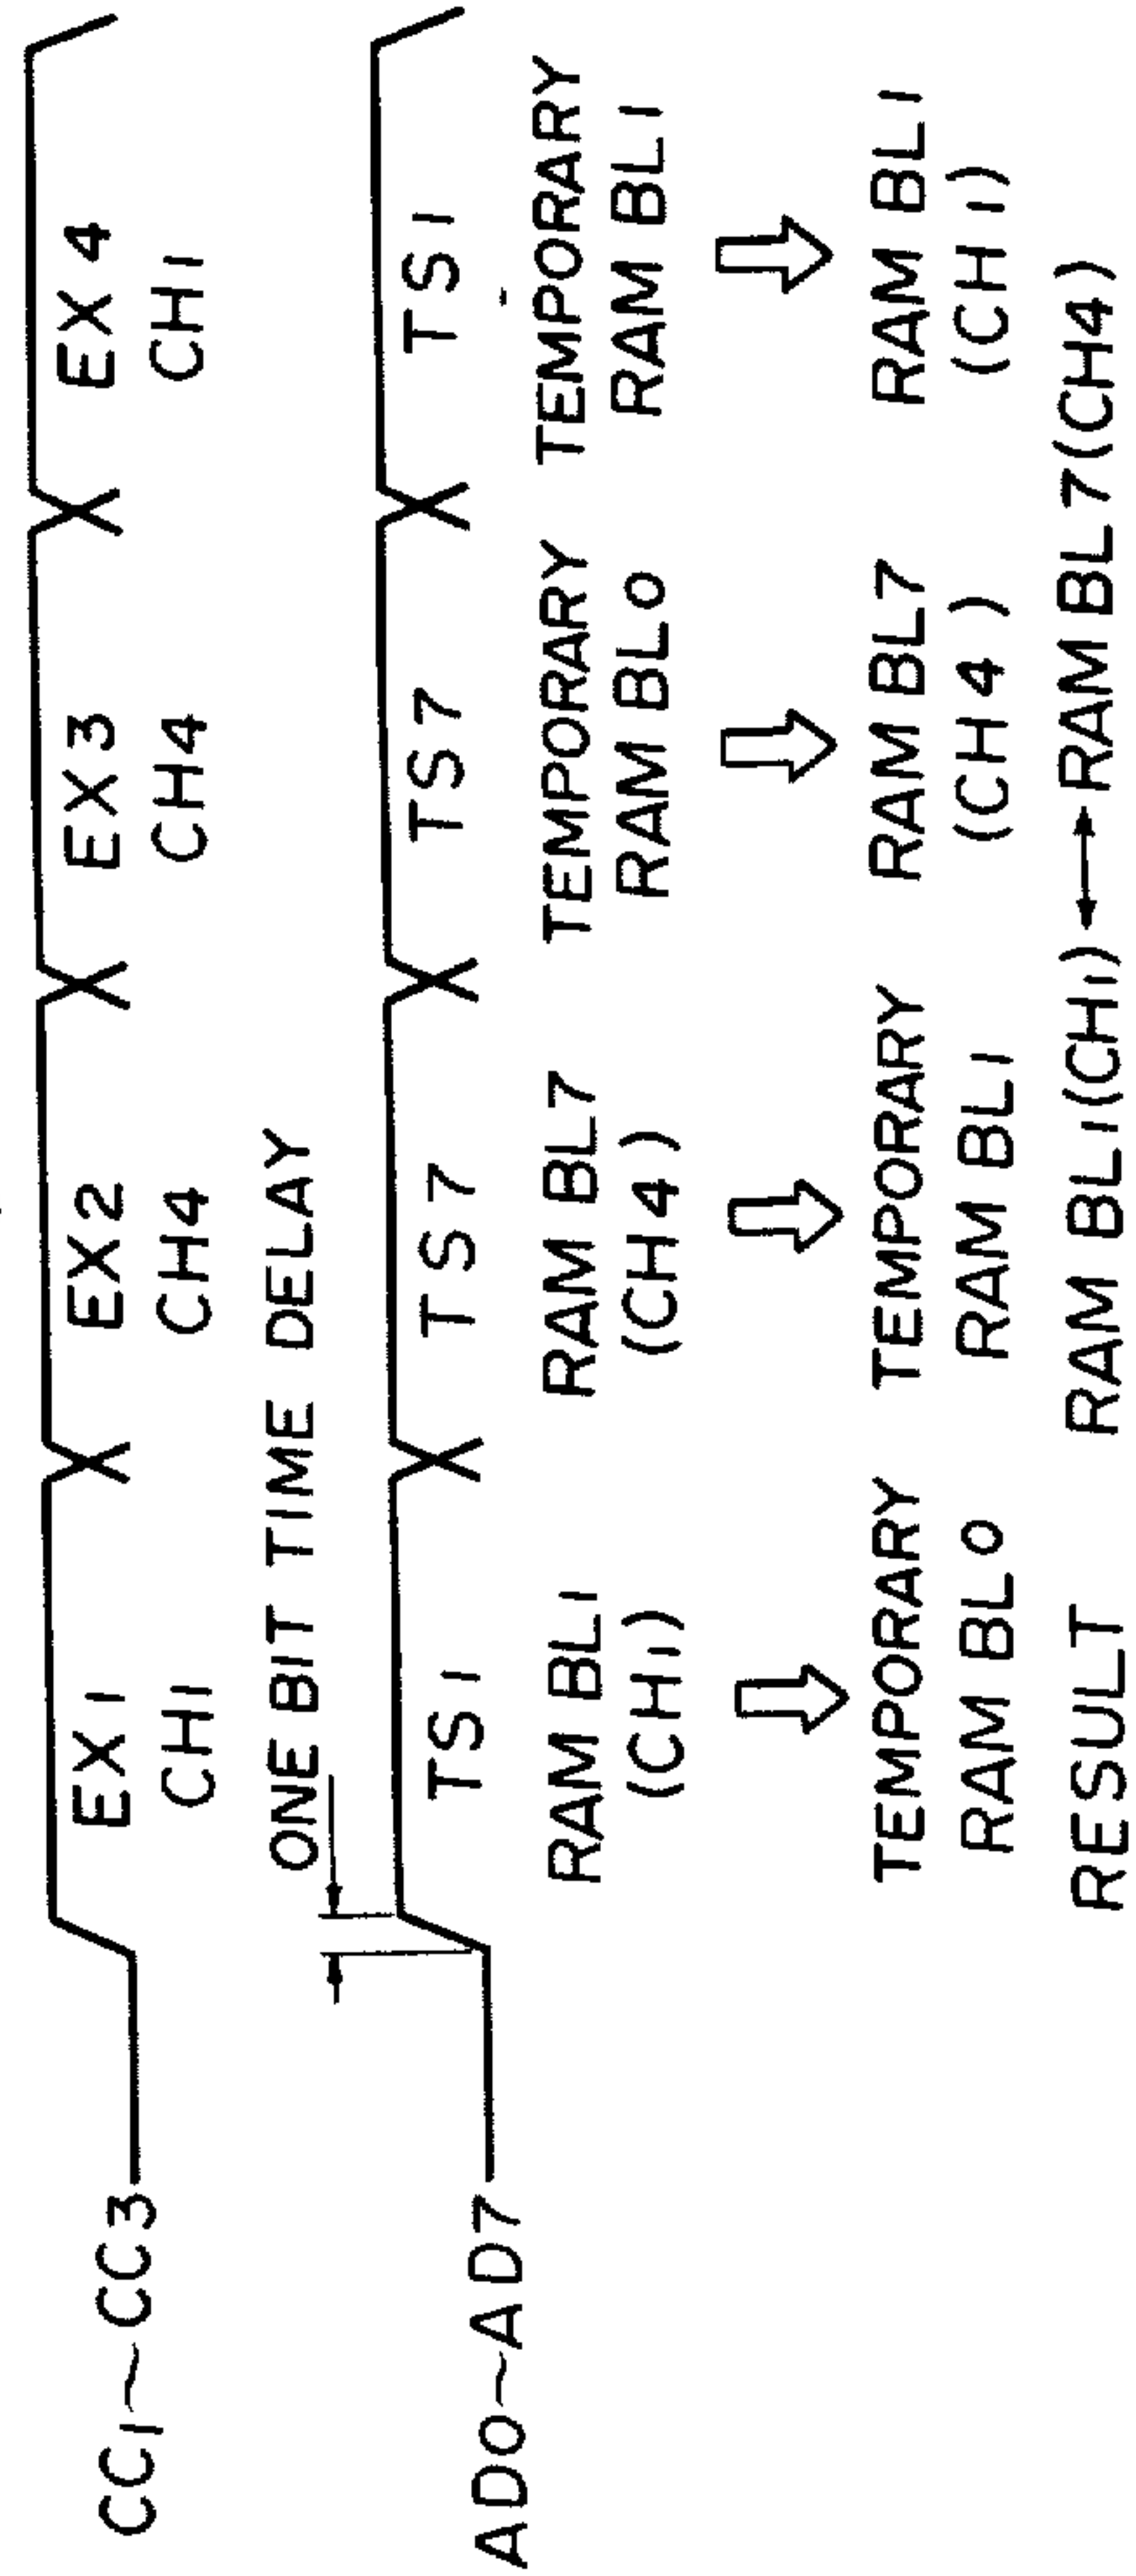 CC1~CC3
EX1 EX2 EX3 EX4
CH1 CH4 CH4 CH1
ONE BIT TIME DELAY
AD0~AD7
TS1 TS7 TS7 TS1
RAM BL1 RAM BL7 TEMPORARY TEMPORARY
(CH1) (CH4) RAM BL0 RAM BL1
TEMPORARY TEMPORARY RAM BL7 RAM BL1
RAM BL0 RAM BL1 (CH4) (CH1)
RESULT RAM BL1(CH1) ↔ RAM BL7(CH4)